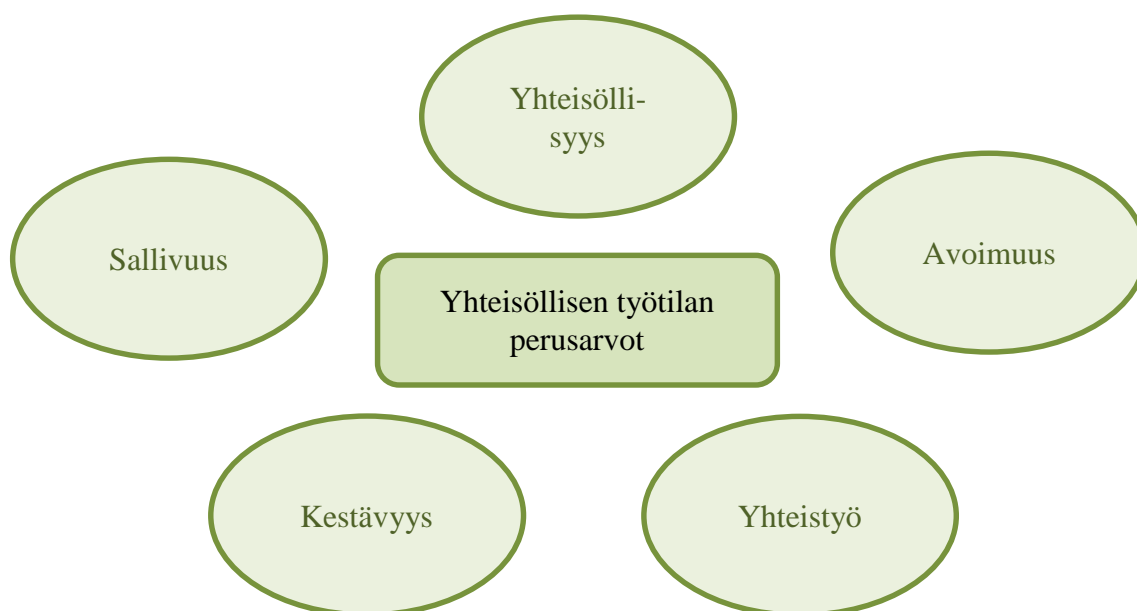 Yhteisölli-
syys
Sallivuus
Avoimuus
Yhteisöllisen työtilan
perusarvot
Kestävyys
Yhteistyö